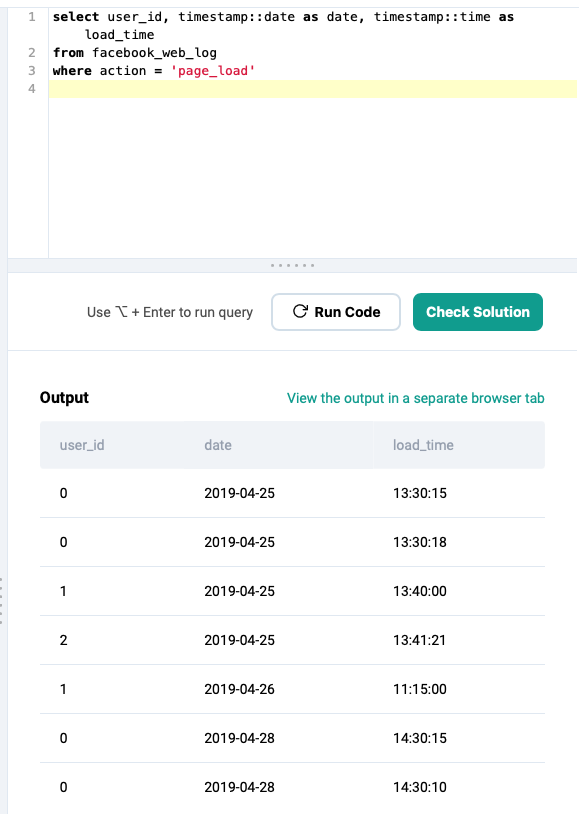 1 select user_id, timestamp::date as date, timestamp::time as
load_time
2 from facebook_web_log
3 where action = 'page_load'
4
Use ⌥ + Enter to run query
Run Code
Check Solution
Output
View the output in a separate browser tab
user_id date load_time
0 2019-04-25 13:30:15
0 2019-04-25 13:30:18
1 2019-04-25 13:40:00
2 2019-04-25 13:41:21
1 2019-04-26 11:15:00
0 2019-04-28 14:30:15
0 2019-04-28 14:30:10